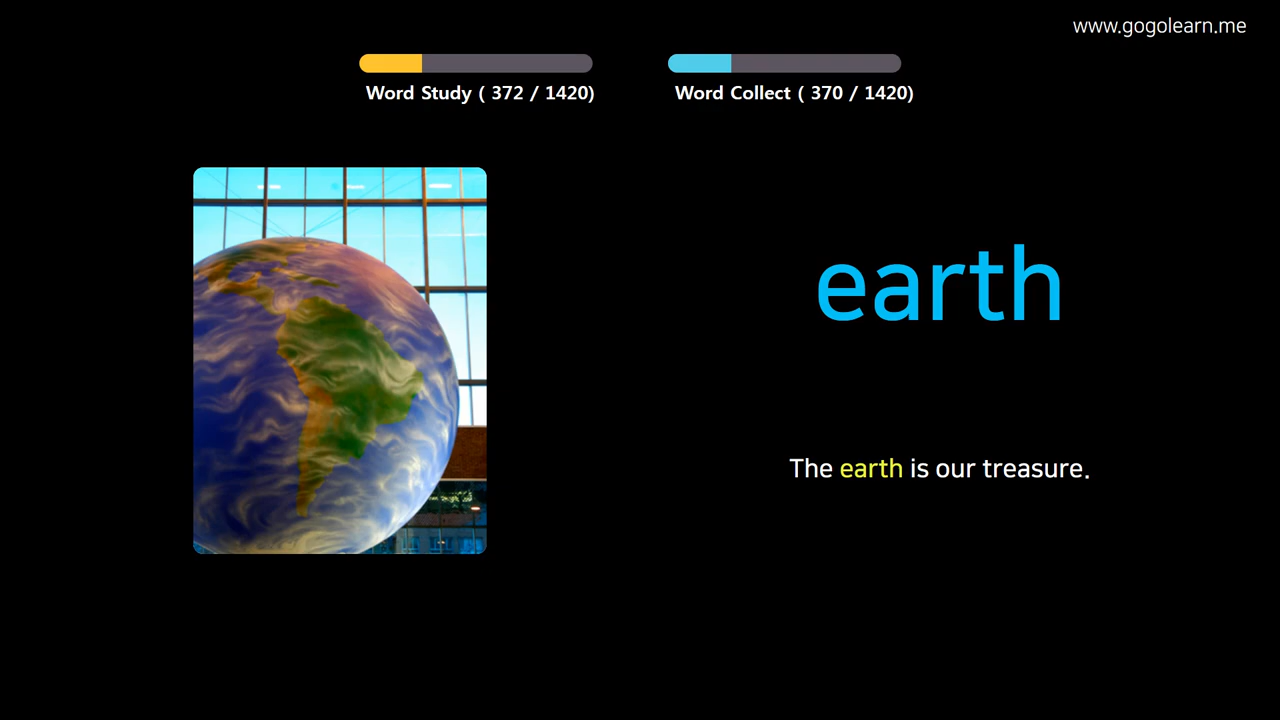 www.gogolearn.me
Word Study ( 372 / 1420)
Word Collect ( 370 / 1420)
earth
The earth is our treasure.